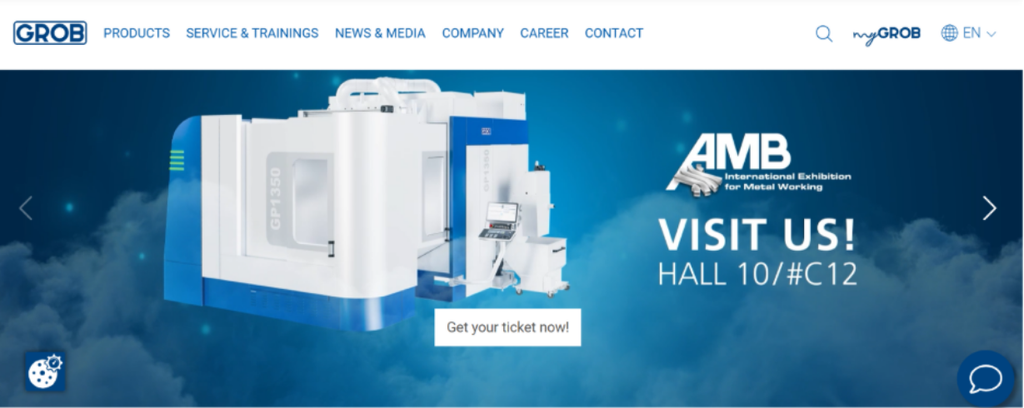 GROB
PRODUCTS
SERVICE & TRAININGS
NEWS & MEDIA
COMPANY
CAREER
CONTACT
myGROB
EN
GP1350
AMB
International Exhibition
for Metal Working
VISIT US!
HALL 10/#C12
Get your ticket now!